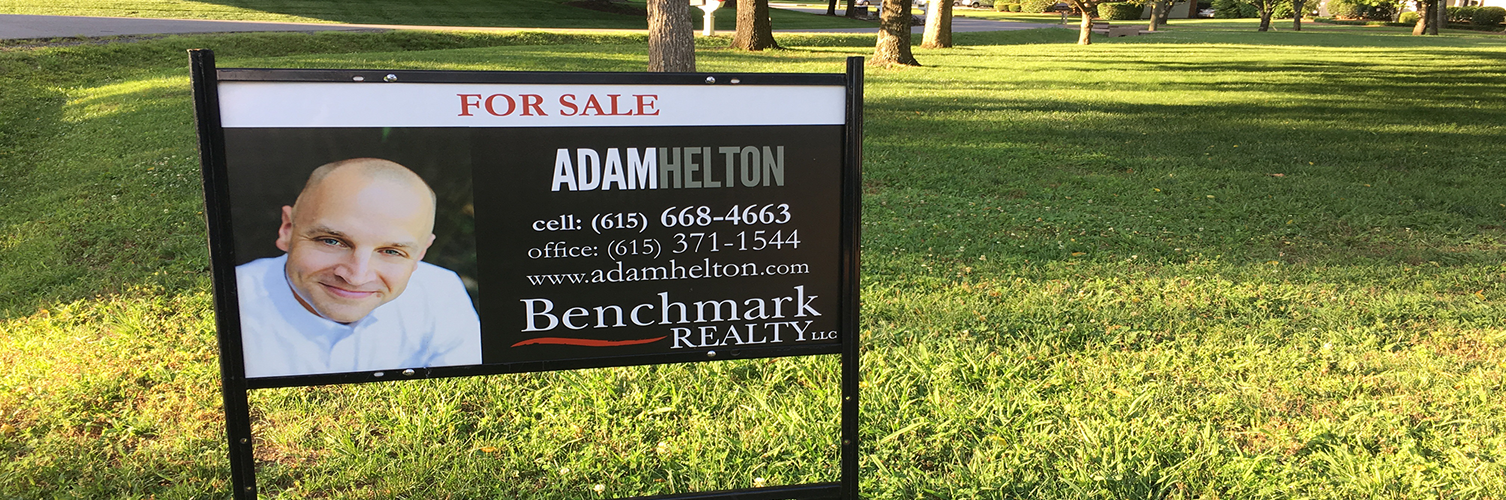 FOR SALE
ADAMHELTON
cell: (615) 668-4663
office: (615) 371-1544
www.adamhelton.com
Benchmark
REALTY LLC